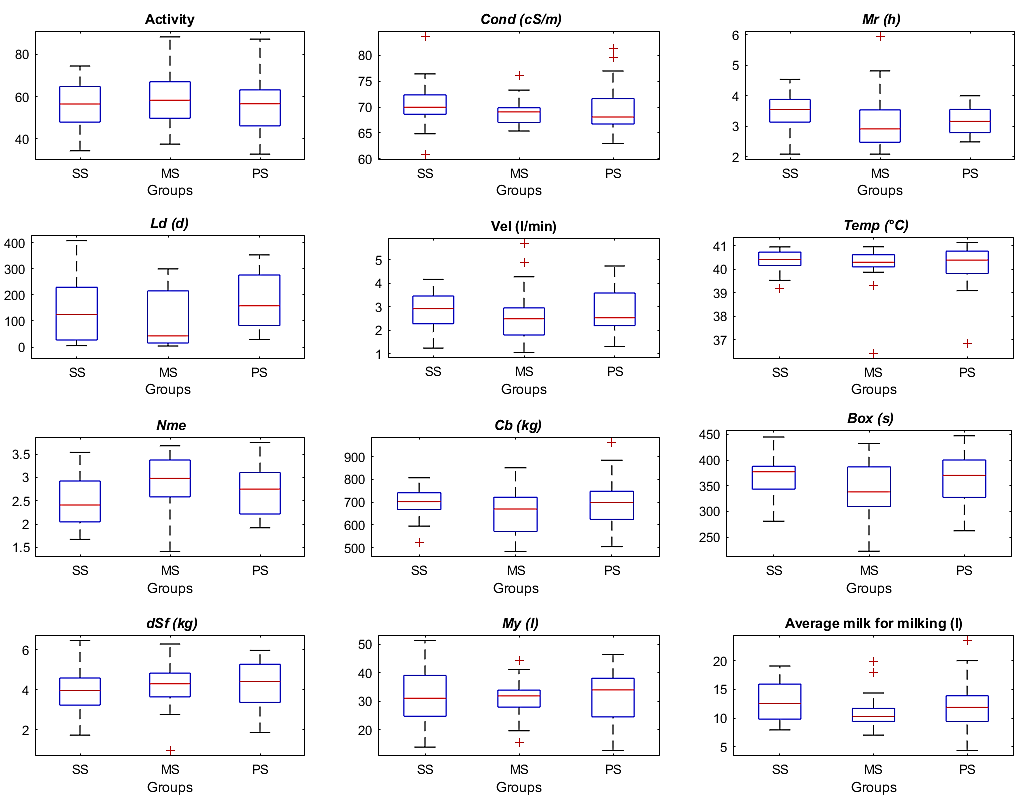 Activity
80
60
40
SS MS PS
Groups
Cond (cS/m)
80
75
70
65
60
SS MS PS
Groups
Mr (h)
6
5
4
3
2
SS MS PS
Groups
Ld (d)
400
300
200
100
0
SS MS PS
Groups
Vel (l/min)
5
4
3
2
1
SS MS PS
Groups
Temp (°C)
41
40
39
38
37
SS MS PS
Groups
Nme
3.5
3
2.5
2
1.5
SS MS PS
Groups
Cb (kg)
900
800
700
600
500
SS MS PS
Groups
Box (s)
450
400
350
300
250
SS MS PS
Groups
dSf (kg)
6
4
2
SS MS PS
Groups
My (l)
50
40
30
20
SS MS PS
Groups
Average milk for milking (l)
20
15
10
5
SS MS PS
Groups